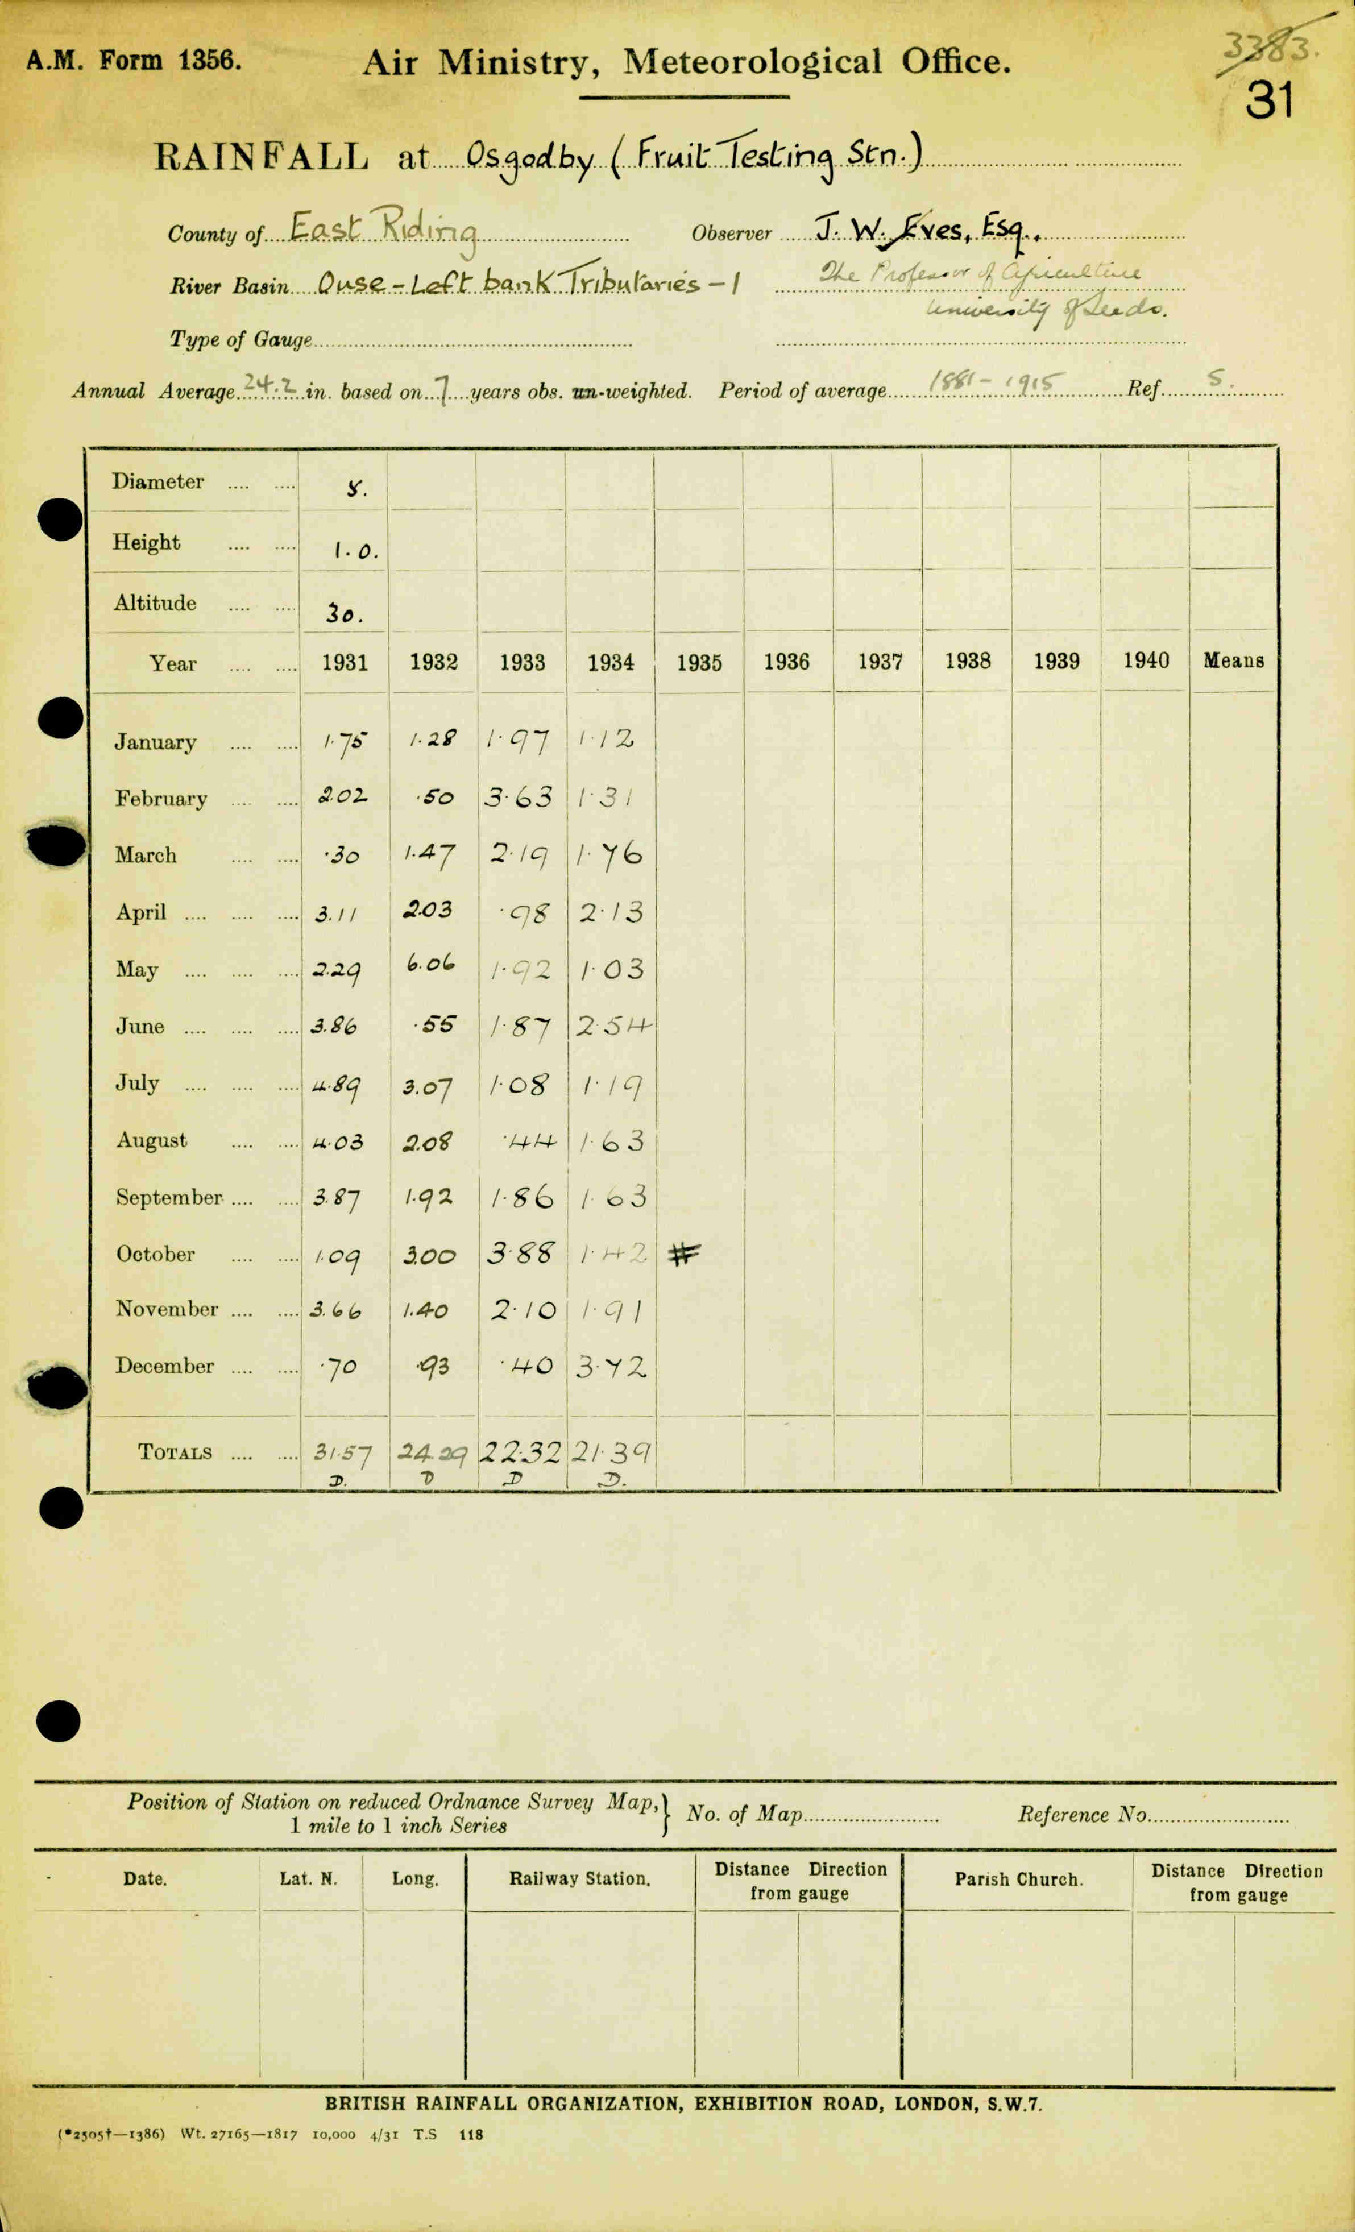 3383.
A.M. Form 1356. Air Ministry, Meteorological Office.
31
RAINFALL at Osgodby (Fruit Testing Stn.)
County of East Riding Observer J. W. Eves, Esq.,
River Basin Ouse – Left bank Tributaries – 1 The Professor of Agriculture
University of Leeds.
Type of Gauge
Annual Average 24.2 in. based on 7 years obs. un-weighted. Period of average 1881 – 1915 Ref. S.
Diameter 8.
Height 1.0.
Altitude 30.
Year 1931 1932 1933 1934 1935 1936 1937 1938 1939 1940 Means
January 1.75 1.28 1.97 1.12
February 2.02 .50 3.63 1.31
March .30 1.47 2.19 1.76
April 3.11 2.03 .98 2.13
May 2.29 6.06 1.92 1.03
June 3.86 .55 1.87 2.54
July 4.89 3.07 1.08 1.19
August 4.03 2.08 .44 1.63
September 3.87 1.92 1.86 1.63
October 1.09 3.00 3.88 1.42 #
November 3.66 1.40 2.10 1.91
December .70 .93 .40 3.72
TOTALS 31.57 24.29 22.32 21.39
D. D D D.
Position of Station on reduced Ordnance Survey Map, } No. of Map Reference No.
1 mile to 1 inch Series
Date. Lat. N. Long. Railway Station. Distance Direction from gauge Parish Church. Distance Direction from gauge
BRITISH RAINFALL ORGANIZATION, EXHIBITION ROAD, LONDON, S.W.7.
(*2505†—1386) Wt. 27165—1817 10,000 4/31 T.S 118